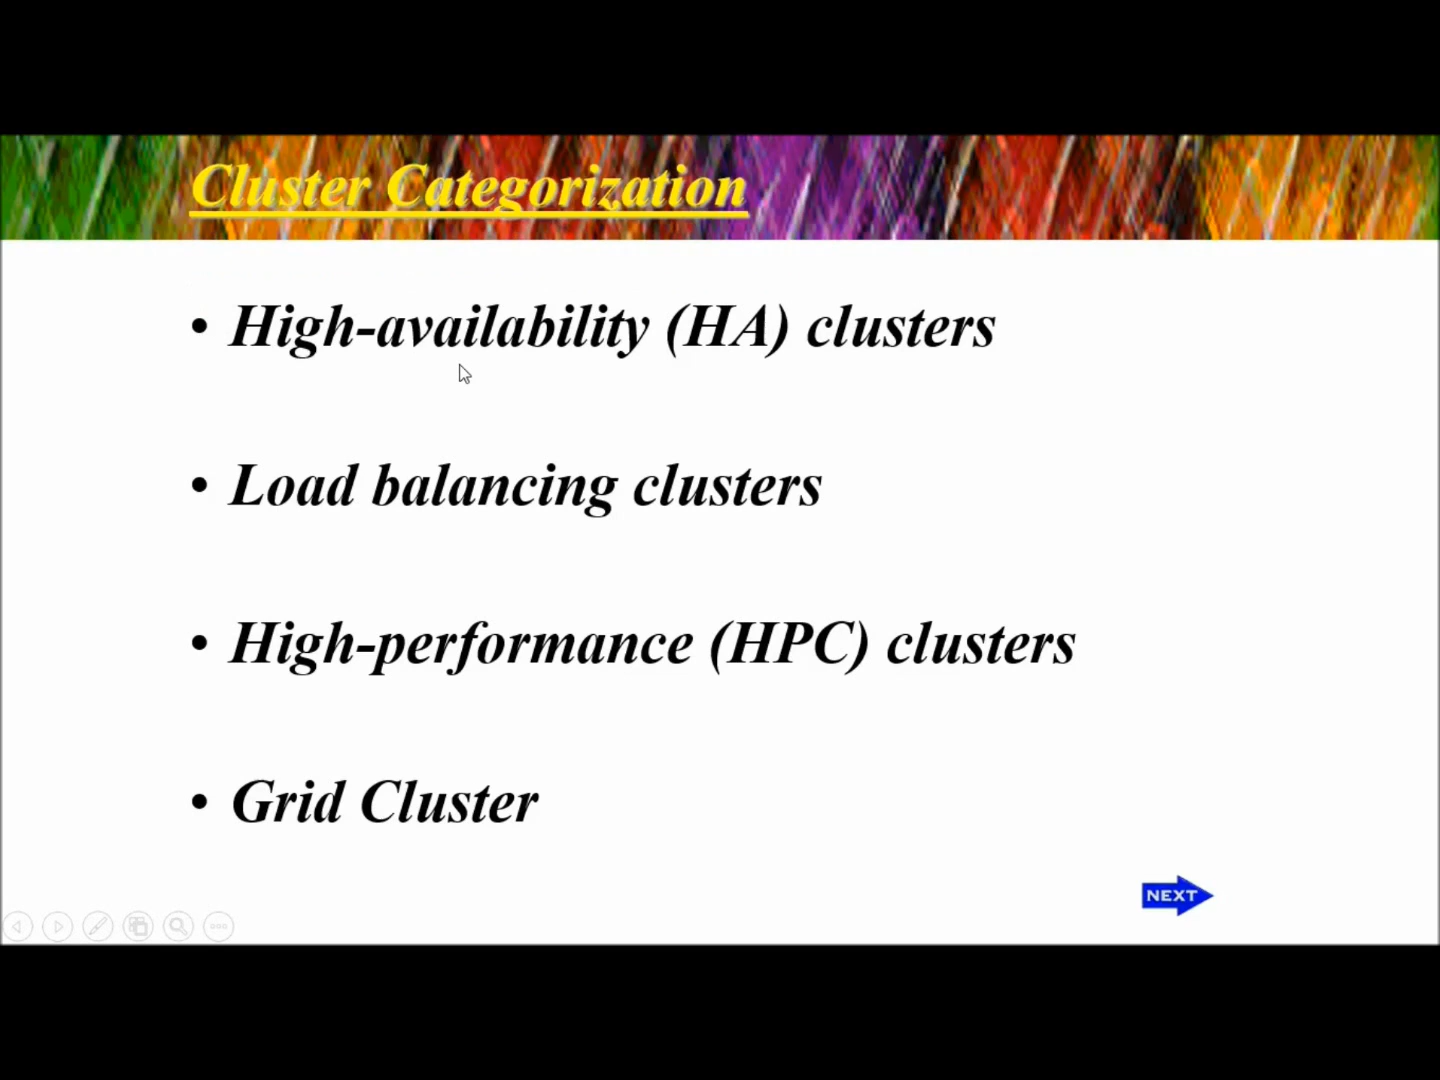 Cluster Categorization
• High-availability (HA) clusters
• Load balancing clusters
• High-performance (HPC) clusters
• Grid Cluster
NEXT